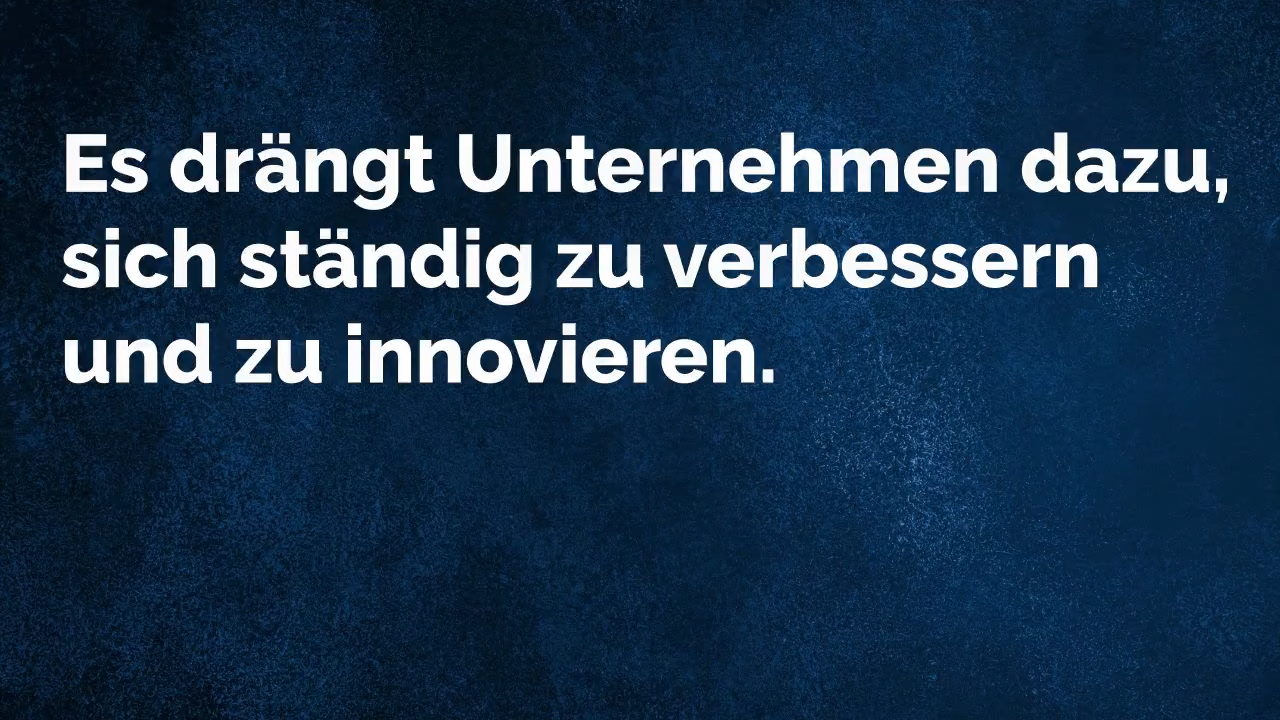 Es drängt Unternehmen dazu,
sich ständig zu verbessern
und zu innovieren.